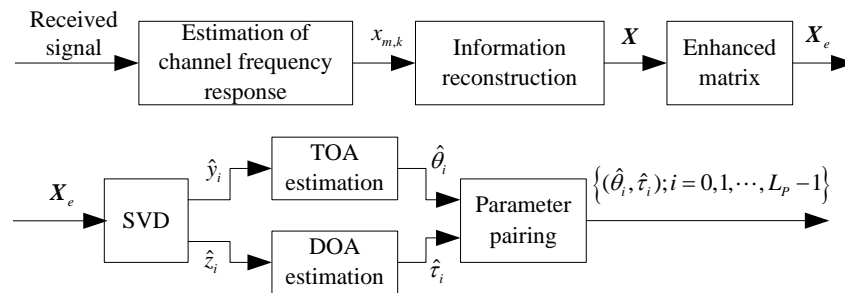 Received
signal
Estimation of
channel frequency
response
x_{m,k}
Information
reconstruction
X
Enhanced
matrix
X_e
X_e
SVD
ŷ_i
TOA
estimation
θ̂_i
ẑ_i
DOA
estimation
τ̂_i
Parameter
pairing
{(θ̂_i, τ̂_i); i = 0,1,⋯, L_P −1}